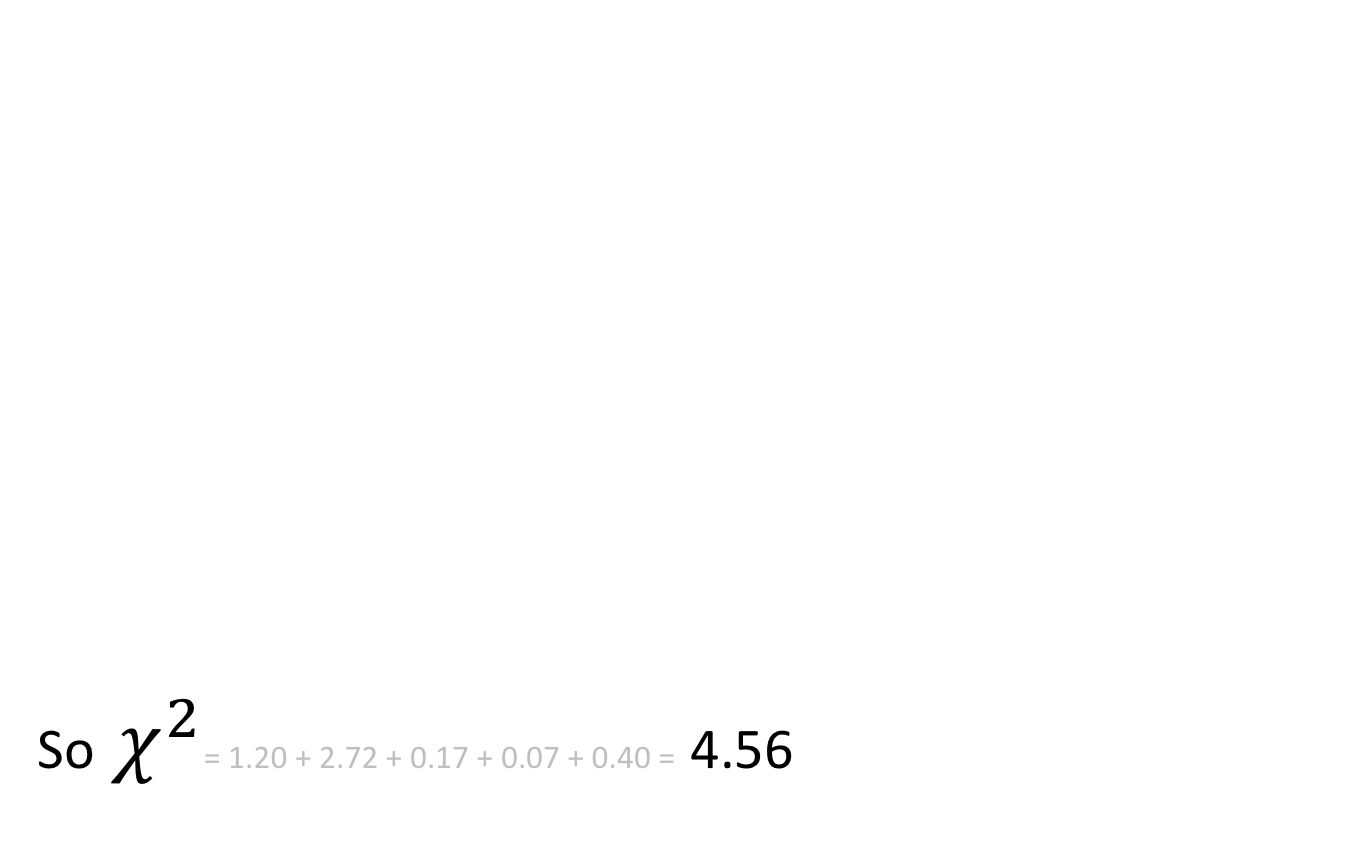 So χ² = 1.20 + 2.72 + 0.17 + 0.07 + 0.40 = 4.56